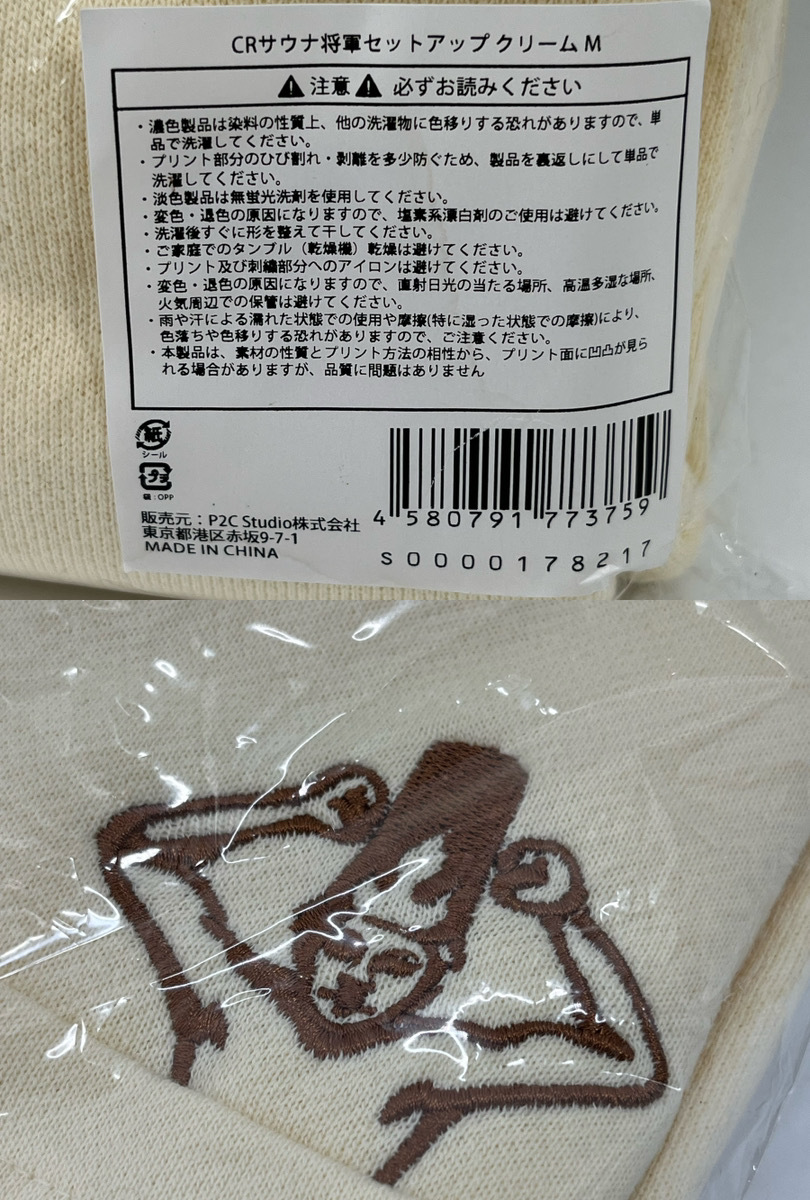 CRサウナ将軍セットアップ クリーム M
⚠注意⚠ 必ずお読みください
・濃色製品は染料の性質上、他の洗濯物に色移りする恐れがありますので、単
品で洗濯してください。
・プリント部分のひび割れ・剥離を多少防ぐため、製品を裏返しにして単品で
洗濯してください。
・淡色製品は無蛍光洗剤を使用してください。
・変色・退色の原因になりますので、塩素系漂白剤のご使用は避けてください。
・洗濯後すぐに形を整えて干してください。
・ご家庭でのタンブル（乾燥機）乾燥は避けてください。
・プリント及び刺繍部分へのアイロンは避けてください。
・変色・退色の原因になりますので、直射日光の当たる場所、高温多湿な場所、
火気周辺での保管は避けてください。
・雨や汗による濡れた状態での使用や摩擦(特に湿った状態での摩擦)により、
色落ちや色移りする恐れがありますので、ご注意ください。
・本製品は、素材の性質とプリント方法の相性から、プリント面に凹凸が見ら
れる場合がありますが、品質に問題はありません
紙
シール
プラ
袋：OPP
販売元：P2C Studio株式会社
東京都港区赤坂9-7-1
MADE IN CHINA
4 580791 773759
S0000178217